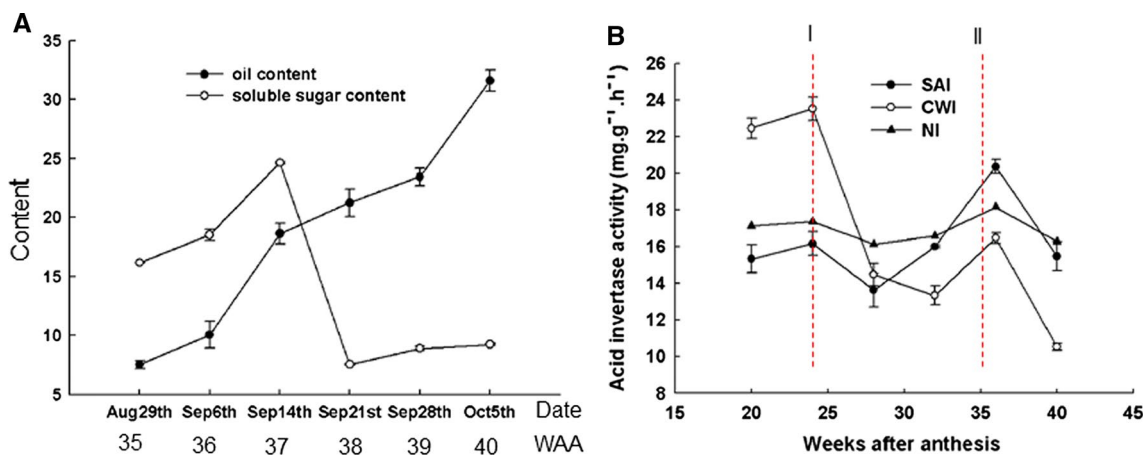 A
35
30
25
20
15
10
5
Content
oil content
soluble sugar content
Aug29th Sep6th Sep14th Sep21st Sep28th Oct5th Date
35 36 37 38 39 40 WAA
B
I II
26
24
22
20
18
16
14
12
10
8
Acid invertase activity (mg.g⁻¹.h⁻¹)
SAI
CWI
NI
15 20 25 30 35 40 45
Weeks after anthesis